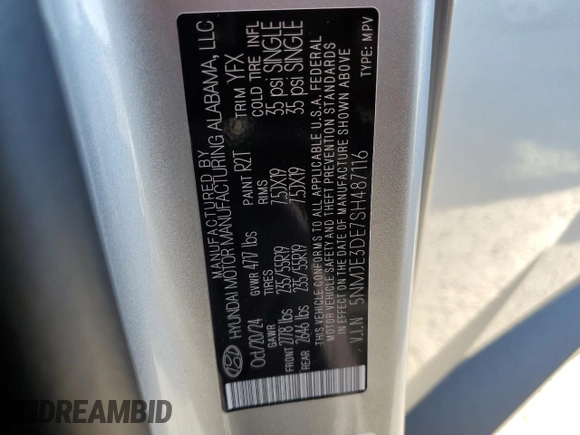 MANUFACTURED BY
HYUNDAI MOTOR MANUFACTURING ALABAMA, LLC
Oct/20/24 GVWR 4717 lbs PAINT R2T TRIM YFX
GAWR TIRES RIMS COLD TIRE INFL
FRONT 2778 lbs 235/55R19 7.5JX19 35 psi SINGLE
REAR 2646 lbs 235/55R19 7.5JX19 35 psi SINGLE
THIS VEHICLE CONFORMS TO ALL APPLICABLE U.S.A. FEDERAL
MOTOR VEHICLE SAFETY AND THEFT PREVENTION STANDARDS
IN EFFECT ON THE DATE OF MANUFACTURE SHOWN ABOVE
V.I.N 5NMJE3DE7SH487116 TYPE: MPV
DREAMBID